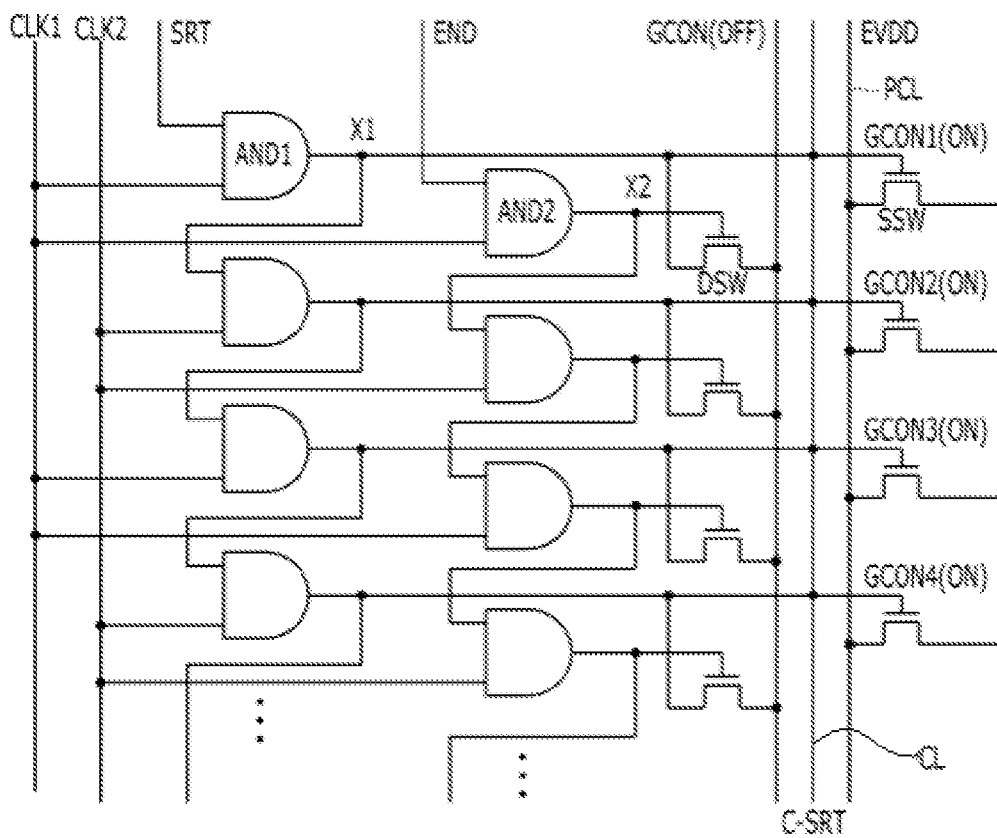 CLK1
CLK2
SRT
END
GCON(OFF)
EVDD
PCL
X1
GCON1(ON)
AND1
X2
AND2
SSW
DSW
GCON2(ON)
GCON3(ON)
GCON4(ON)
CL
C-SRT